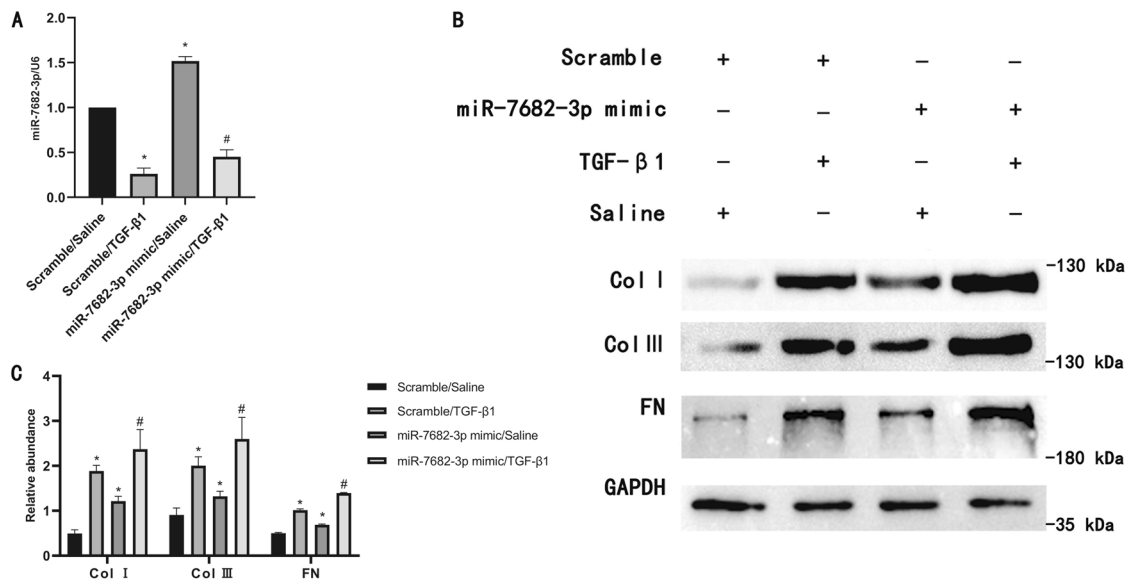 A
miR-7682-3p/U6
2.0
1.5
1.0
0.5
0.0
*
*
#
Scramble/Saline
Scramble/TGF-β1
miR-7682-3p mimic/Saline
miR-7682-3p mimic/TGF-β1
B
Scramble + + − −
miR-7682-3p mimic − − + +
TGF-β1 − + − +
Saline + − + −
Col I
-130 kDa
ColⅢ
-130 kDa
FN
-180 kDa
GAPDH
-35 kDa
C
Relative abundance
4
3
2
1
0
* * #
* * #
* * #
Col Ⅰ
Col Ⅲ
FN
Scramble/Saline
Scramble/TGF-β1
miR-7682-3p mimic/Saline
miR-7682-3p mimic/TGF-β1